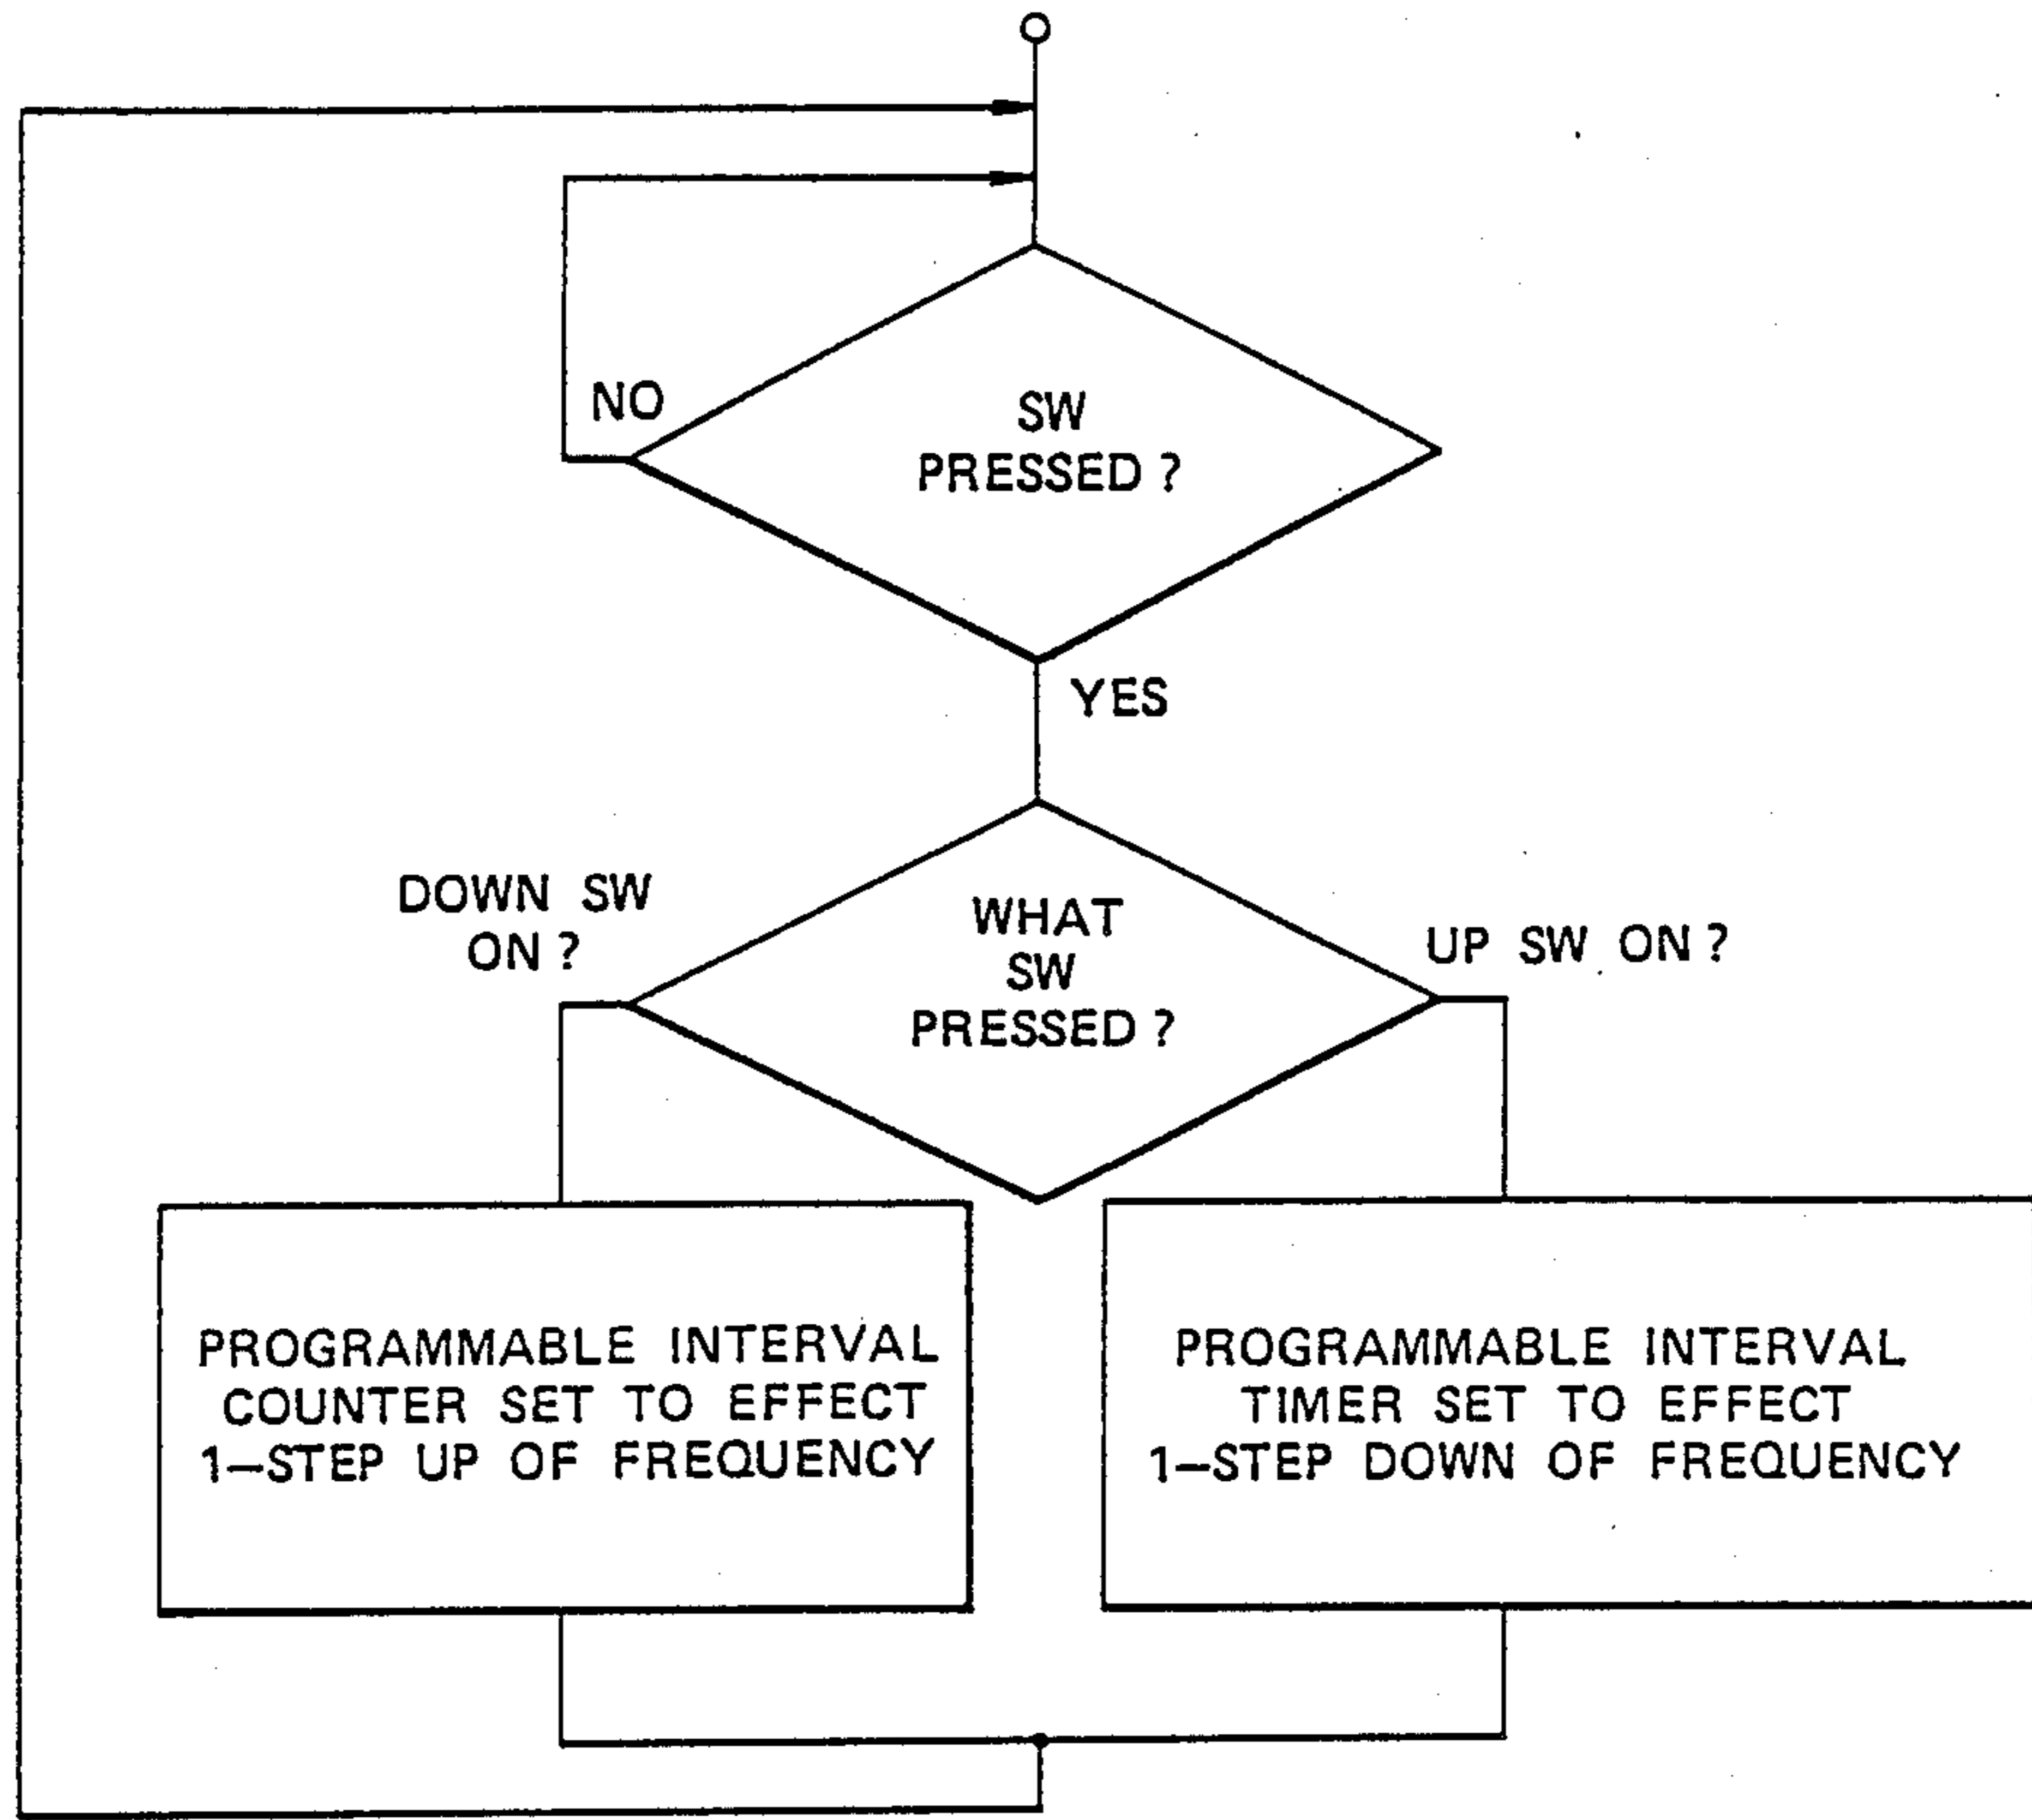 NO
SW
PRESSED ?
YES
DOWN SW
ON ?
WHAT
SW
PRESSED ?
UP SW ON ?
PROGRAMMABLE INTERVAL
COUNTER SET TO EFFECT
1–STEP UP OF FREQUENCY
PROGRAMMABLE INTERVAL
TIMER SET TO EFFECT
1–STEP DOWN OF FREQUENCY